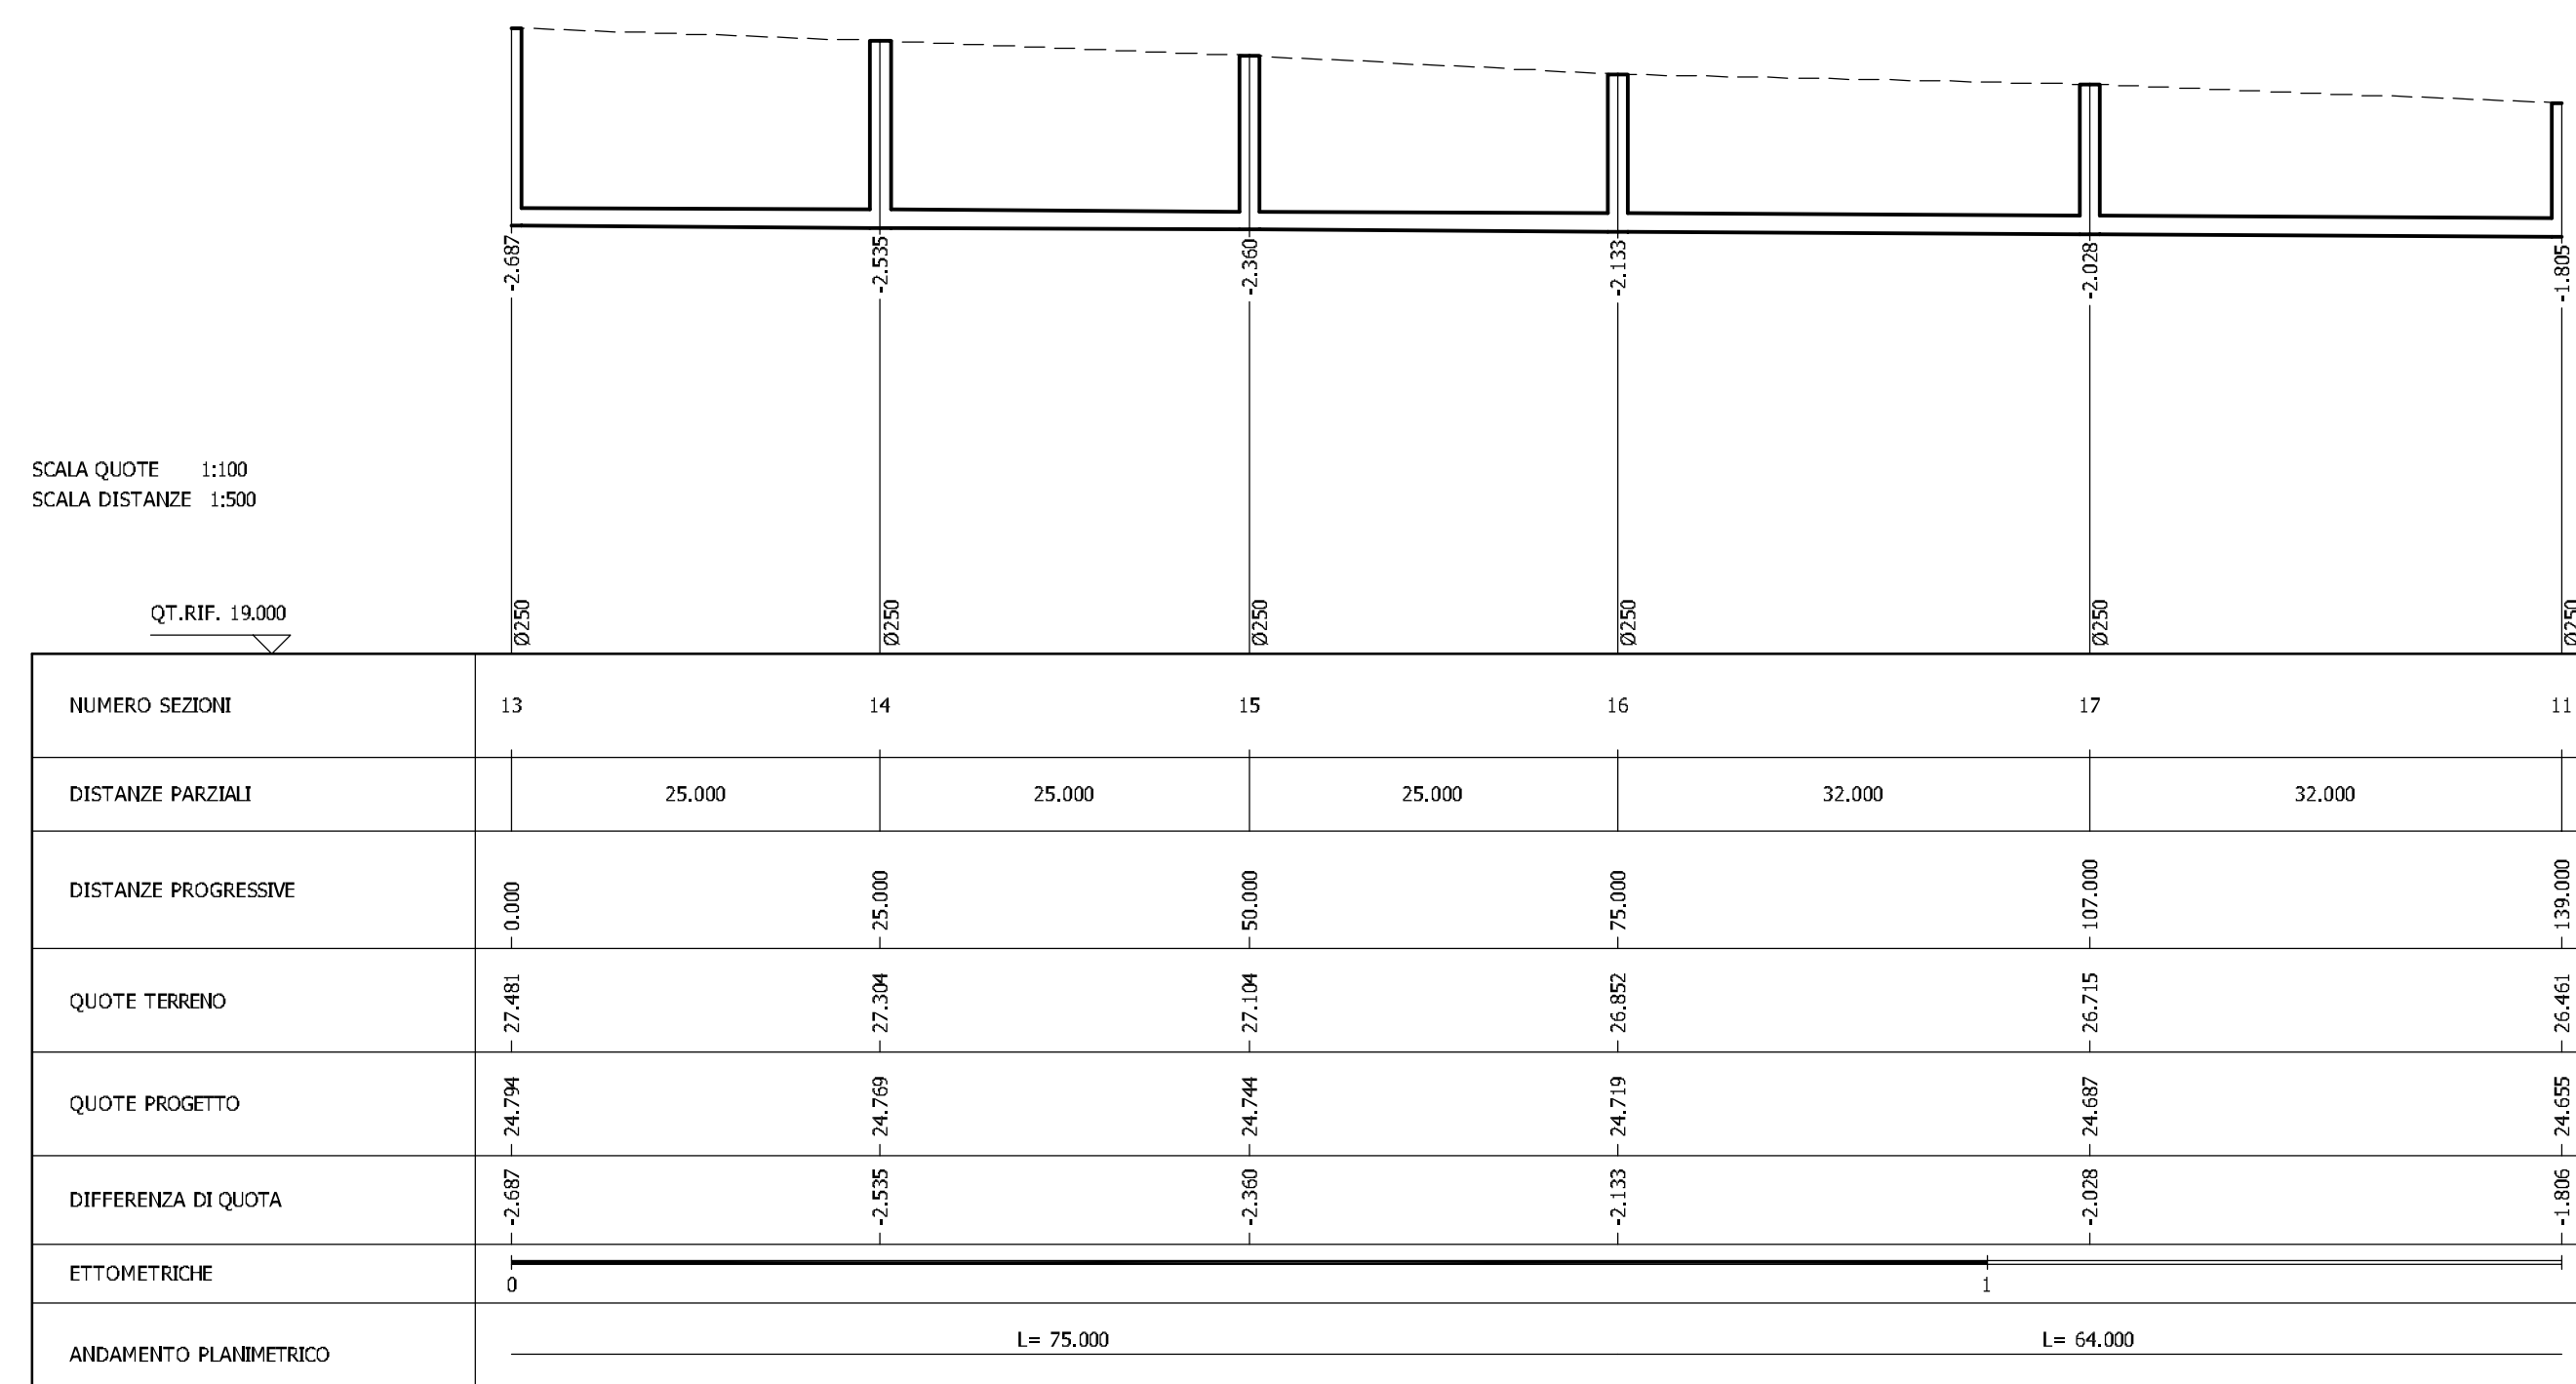 -2.687 -2.535 -2.360 -2.133 -2.028 -1.805
SCALA QUOTE 1:100
SCALA DISTANZE 1:500
QT.RIF. 19.000
Ø250 Ø250 Ø250 Ø250 Ø250 Ø250
NUMERO SEZIONI 13 14 15 16 17 11
DISTANZE PARZIALI 25.000 25.000 25.000 32.000 32.000
DISTANZE PROGRESSIVE 0.000 25.000 50.000 75.000 107.000 139.000
QUOTE TERRENO 27.481 27.304 27.104 26.852 26.715 26.461
QUOTE PROGETTO 24.794 24.769 24.744 24.719 24.687 24.655
DIFFERENZA DI QUOTA -2.687 -2.535 -2.360 -2.133 -2.028 -1.806
ETTOMETRICHE 0 1
ANDAMENTO PLANIMETRICO L= 75.000 L= 64.000